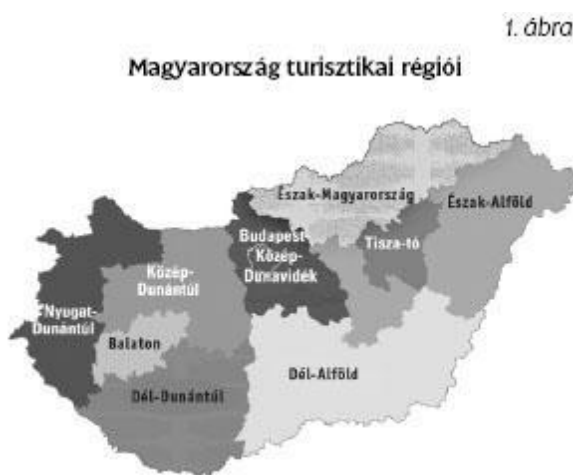 1. ábra
Magyarország turisztikai régiói
Észak-Magyarország
Észak-Alföld
Budapest-
Közép-
Dunavidék
Tisza-tó
Közép-
Dunántúl
Nyugat-
Dunántúl
Balaton
Dél-Alföld
Dél-Dunántúl